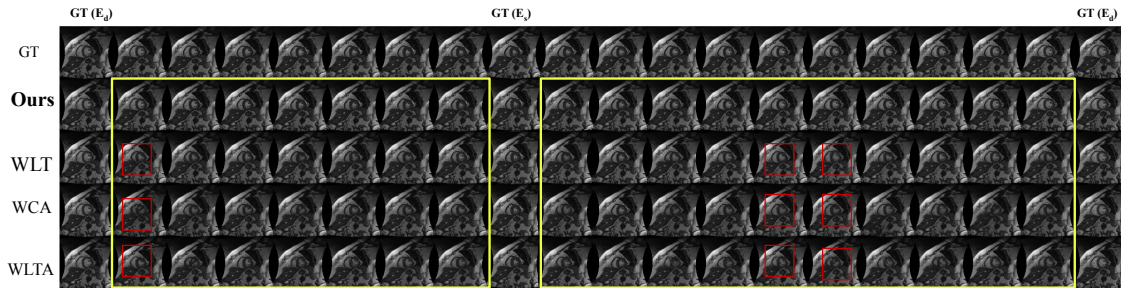 GT (Ed) GT (Es) GT (Ed)
GT
Ours
WLT
WCA
WLTA